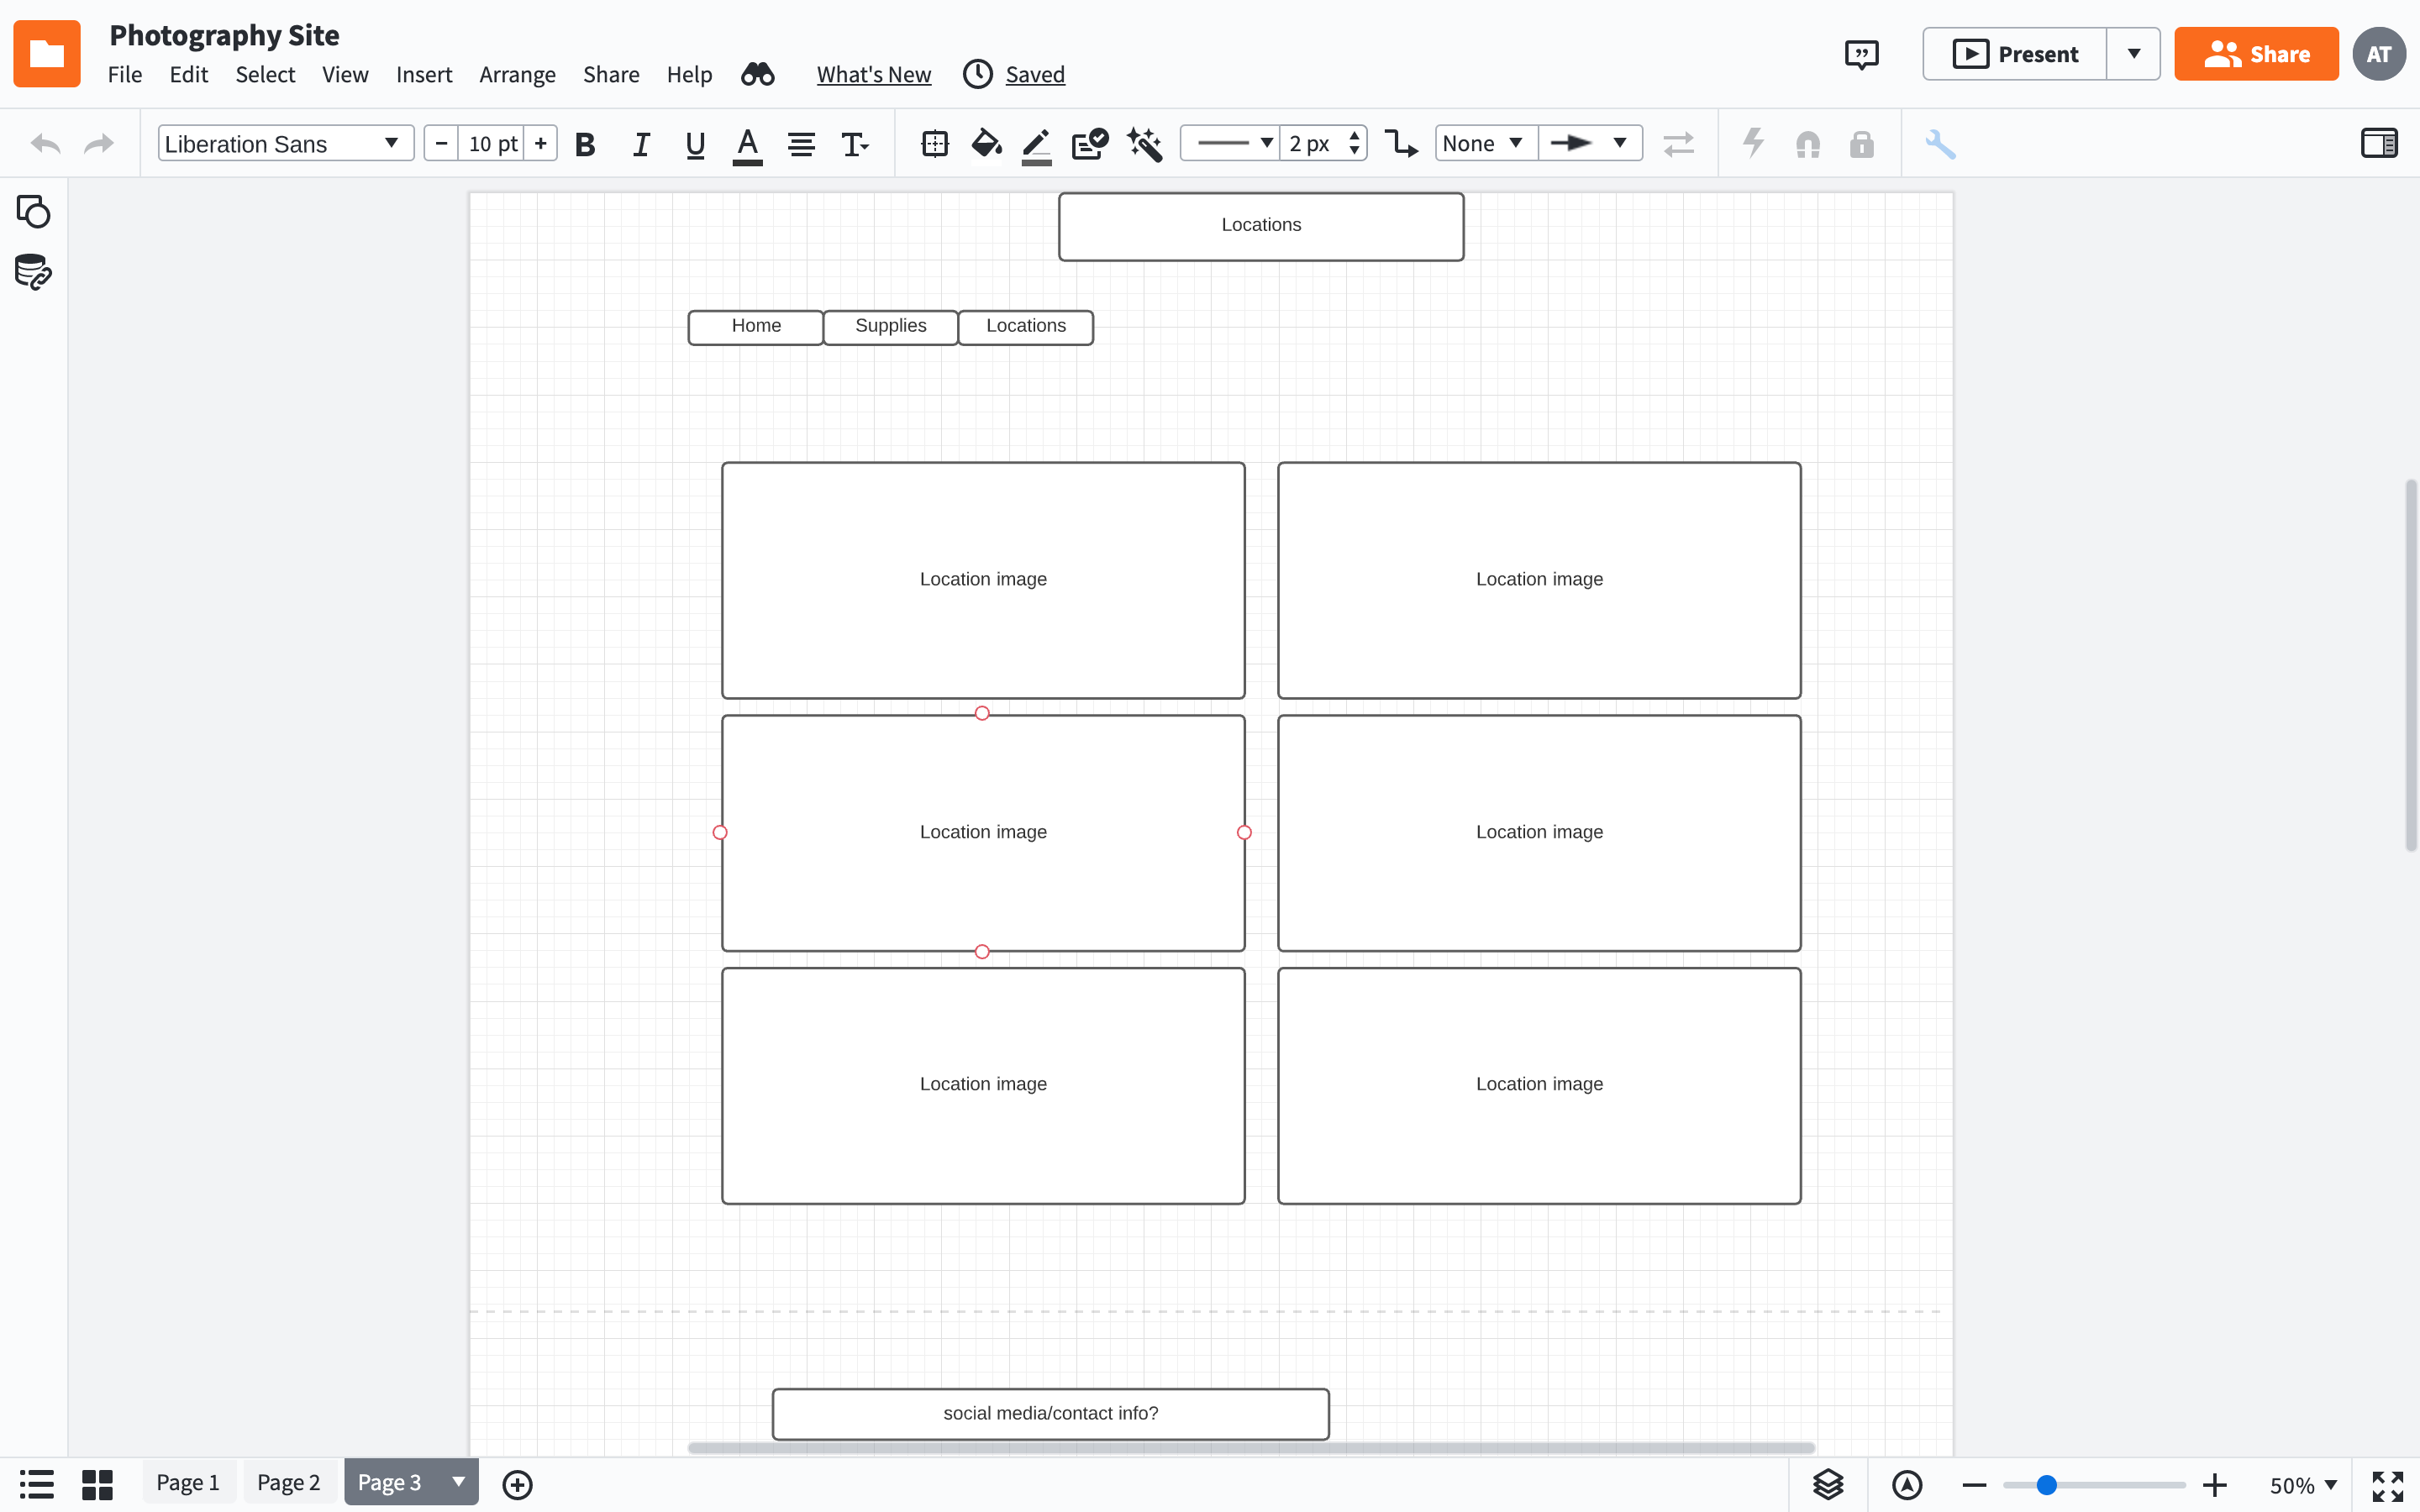 Photography Site
File Edit Select View Insert Arrange Share Help What's New Saved
Present
Share
AT
Liberation Sans
10 pt
B I U A T
2 px
None
Locations
Home Supplies Locations
Location image Location image
Location image Location image
Location image Location image
social media/contact info?
Page 1 Page 2 Page 3
50%